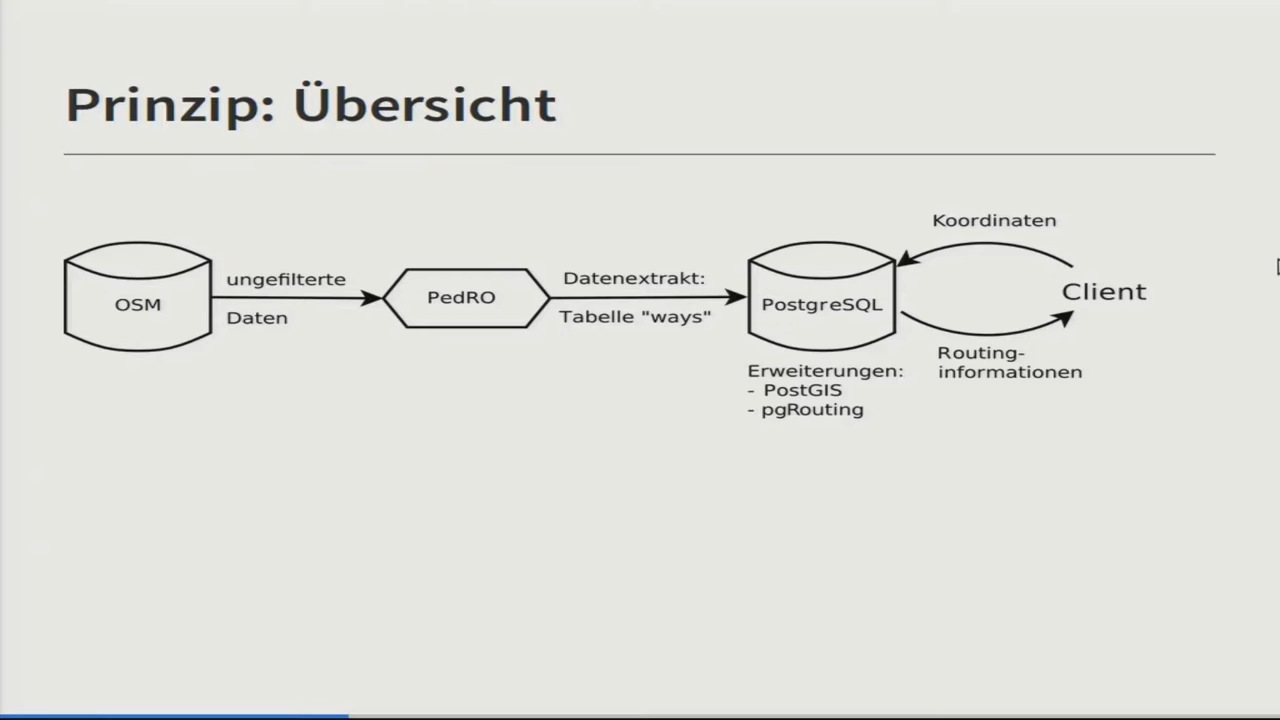 Prinzip: Übersicht
OSM
ungefilterte
Daten
PedRO
Datenextrakt:
Tabelle "ways"
PostgreSQL
Erweiterungen:
- PostGIS
- pgRouting
Koordinaten
Client
Routing-
informationen